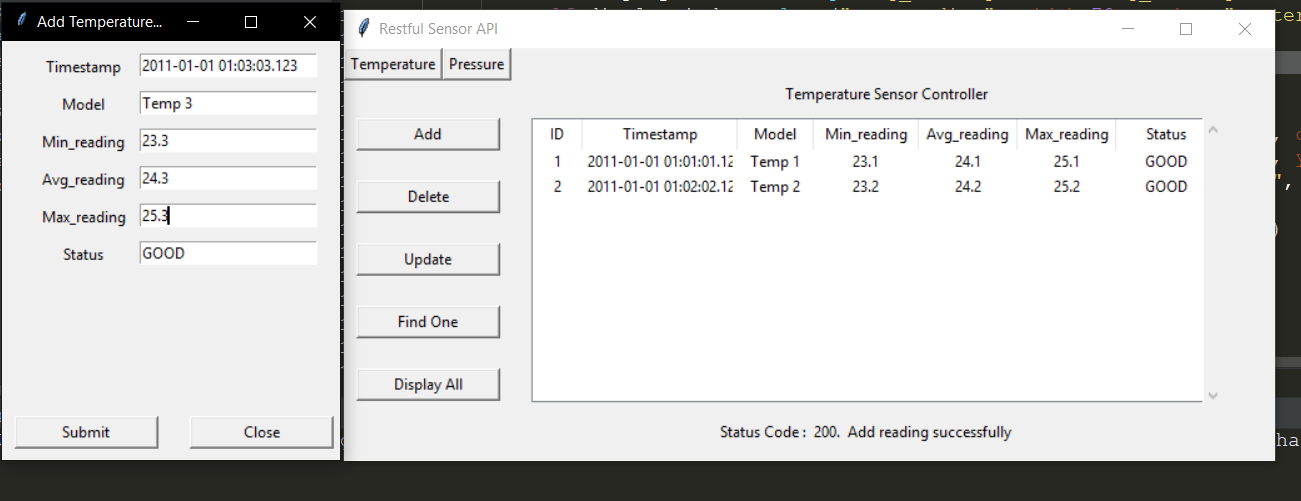 Add Temperature...
Timestamp 2011-01-01 01:03:03.123
Model Temp 3
Min_reading 23.3
Avg_reading 24.3
Max_reading 25.3
Status GOOD
Submit Close
Restful Sensor API
Temperature Pressure
Temperature Sensor Controller
Add
Delete
Update
Find One
Display All
ID Timestamp Model Min_reading Avg_reading Max_reading Status
1 2011-01-01 01:01:01.12 Temp 1 23.1 24.1 25.1 GOOD
2 2011-01-01 01:02:02.12 Temp 2 23.2 24.2 25.2 GOOD
Status Code : 200. Add reading successfully